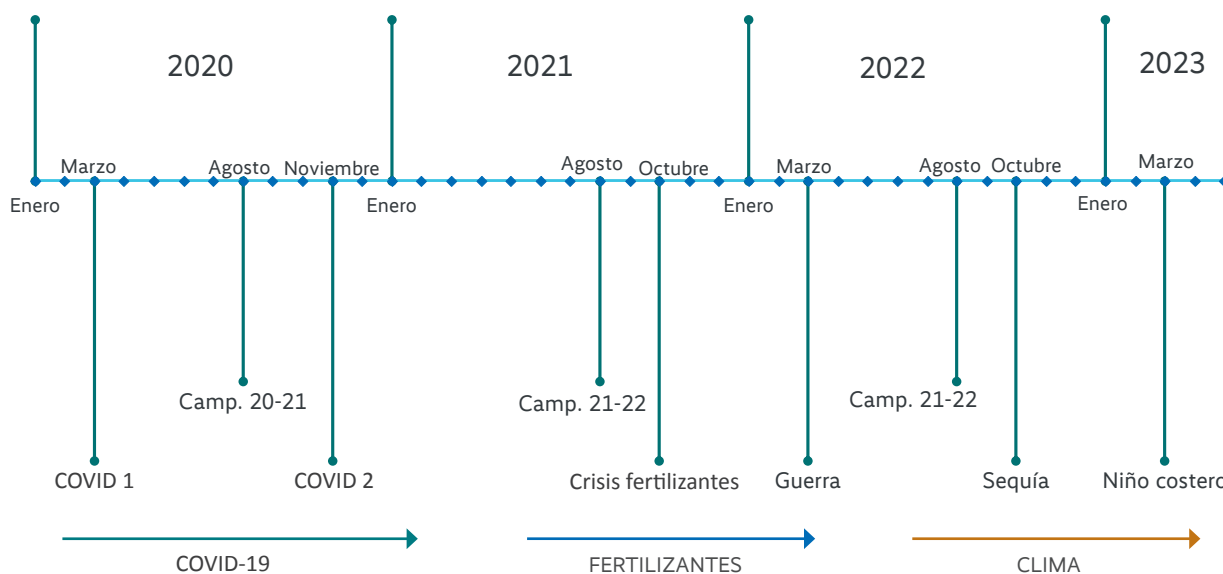 2020
2021
2022
2023
Marzo
Agosto
Noviembre
Agosto
Octubre
Marzo
Agosto
Octubre
Marzo
Enero
Enero
Enero
Enero
Camp. 20-21
Camp. 21-22
Camp. 21-22
COVID 1
COVID 2
Crisis fertilizantes
Guerra
Sequía
Niño costero
COVID-19
FERTILIZANTES
CLIMA